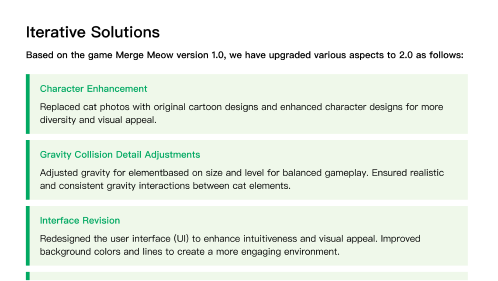 Iterative Solutions
Based on the game Merge Meow version 1.0, we have upgraded various aspects to 2.0 as follows:
Character Enhancement
Replaced cat photos with original cartoon designs and enhanced character designs for more
diversity and visual appeal.
Gravity Collision Detail Adjustments
Adjusted gravity for elementbased on size and level for balanced gameplay. Ensured realistic
and consistent gravity interactions between cat elements.
Interface Revision
Redesigned the user interface (UI) to enhance intuitiveness and visual appeal. Improved
background colors and lines to create a more engaging environment.